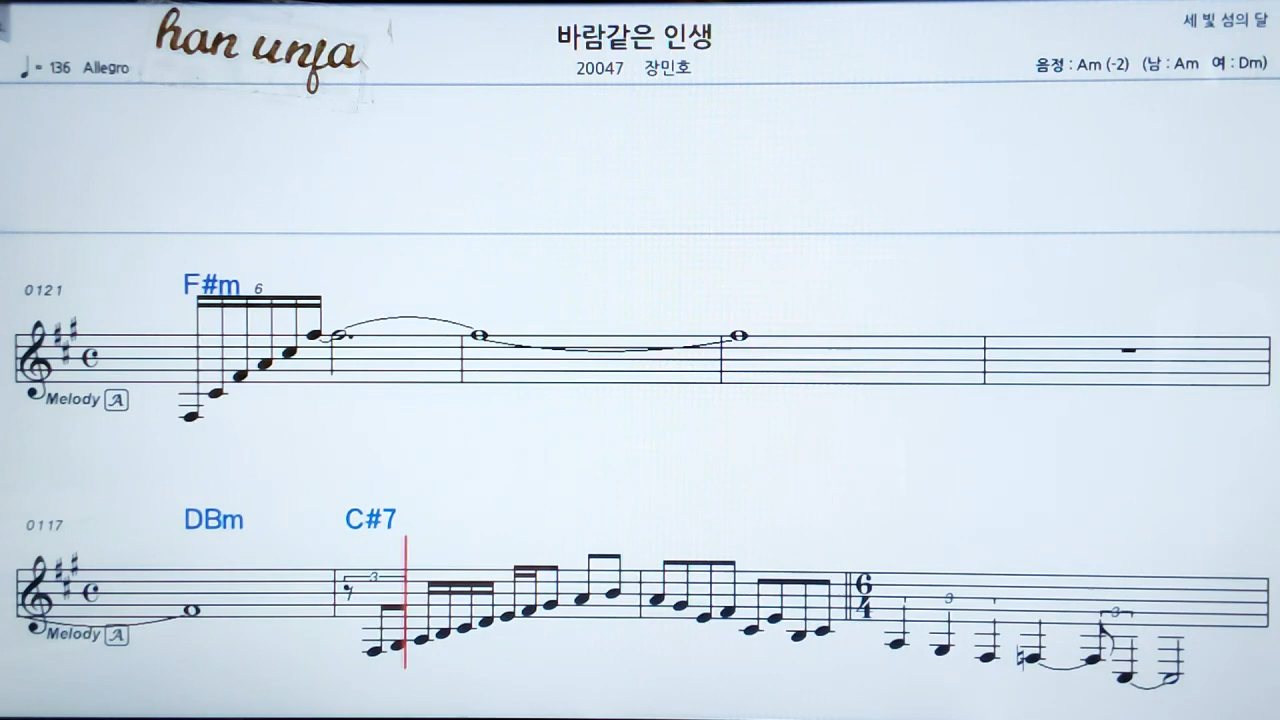 han unja
바람같은 인생
세 빛 섬의 달
♩= 136 Allegro
20047 장민호
음정 : Am (-2) (남 : Am 여 : Dm)
F#m 6
0121
Melody A
DBm C#7
0117
3
6
4
3
3
Melody A